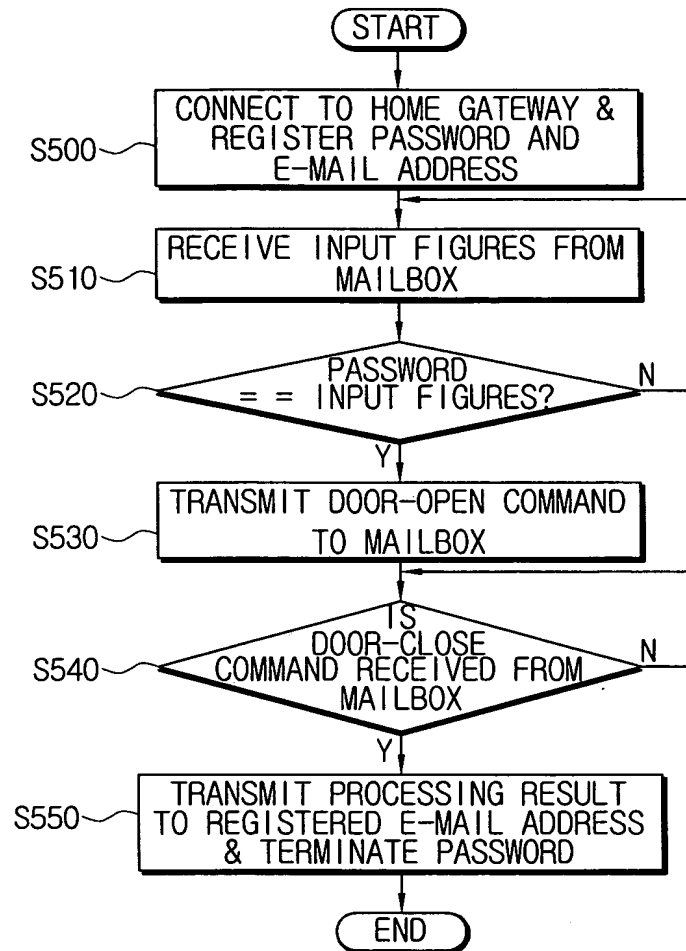 START
CONNECT TO HOME GATEWAY &
REGISTER PASSWORD AND
E-MAIL ADDRESS
S500
RECEIVE INPUT FIGURES FROM
MAILBOX
S510
PASSWORD
= = INPUT FIGURES?
S520
N
Y
TRANSMIT DOOR-OPEN COMMAND
TO MAILBOX
S530
IS
DOOR-CLOSE
COMMAND RECEIVED FROM
MAILBOX
S540
N
Y
TRANSMIT PROCESSING RESULT
TO REGISTERED E-MAIL ADDRESS
& TERMINATE PASSWORD
S550
END